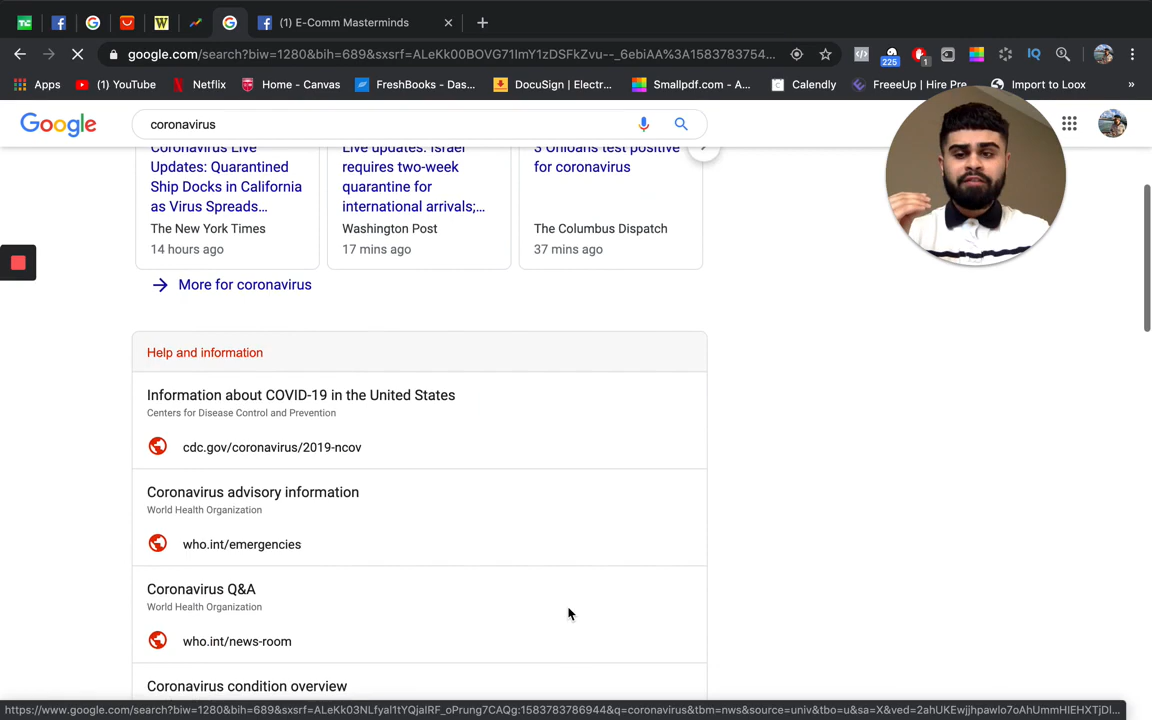 (1) E-Comm Masterminds
google.com/search?biw=1280&bih=689&sxsrf=ALeKk00BOVG71ImY1zDSFkZvu--_6ebiAA%3A1583783754...
225
1
IQ
Apps
(1) YouTube
Netflix
Home - Canvas
FreshBooks - Das...
DocuSign | Electr...
Smallpdf.com - A...
Calendly
FreeeUp | Hire Pre
Import to Loox
»
Google
coronavirus
Coronavirus Live
Updates: Quarantined
Ship Docks in California
as Virus Spreads...
The New York Times
14 hours ago
Live updates: Israel
requires two-week
quarantine for
international arrivals;...
Washington Post
17 mins ago
3 Ohioans test positive
for coronavirus
The Columbus Dispatch
37 mins ago
More for coronavirus
Help and information
Information about COVID-19 in the United States
Centers for Disease Control and Prevention
cdc.gov/coronavirus/2019-ncov
Coronavirus advisory information
World Health Organization
who.int/emergencies
Coronavirus Q&A
World Health Organization
who.int/news-room
Coronavirus condition overview